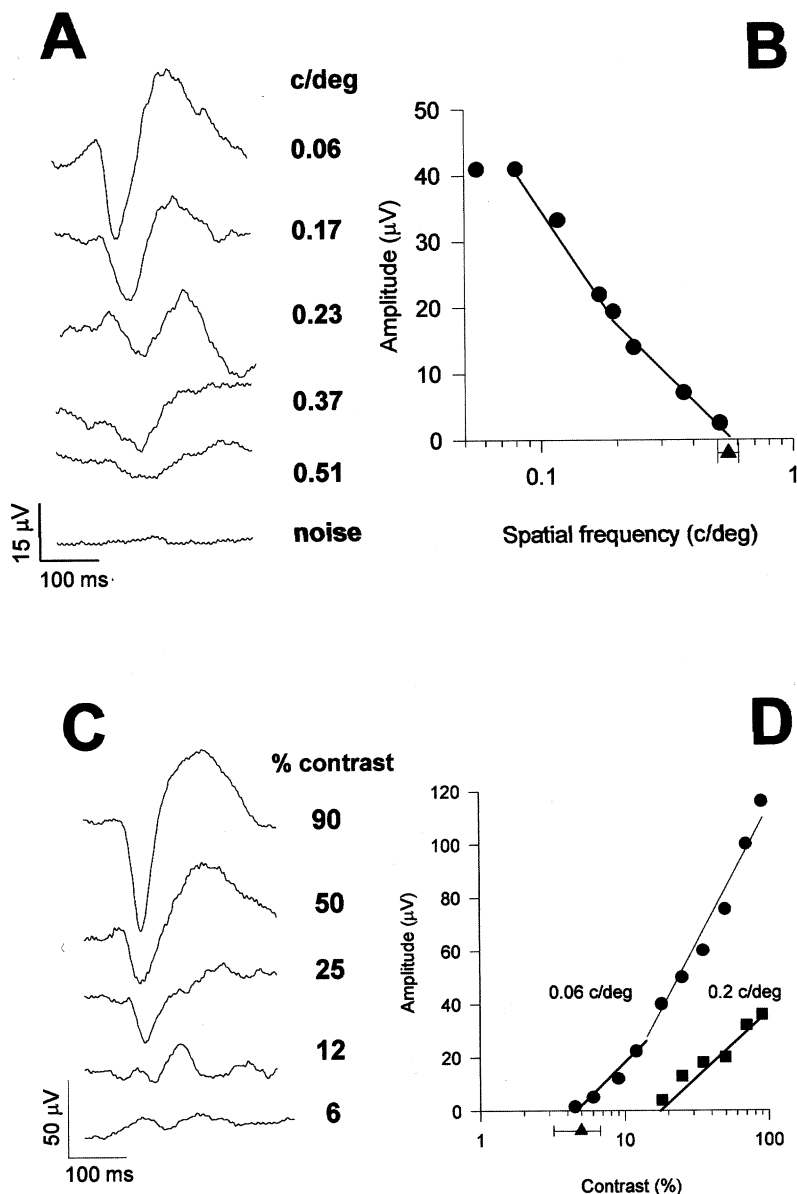 A
c/deg
0.06
0.17
0.23
0.37
0.51
noise
15 µV
100 ms
B
50
40
30
20
10
0
Amplitude (µV)
0.1
1
Spatial frequency (c/deg)
C
% contrast
90
50
25
12
6
50 µV
100 ms
D
120
100
80
60
40
20
0
Amplitude (µV)
0.06 c/deg
0.2 c/deg
1
10
100
Contrast (%)